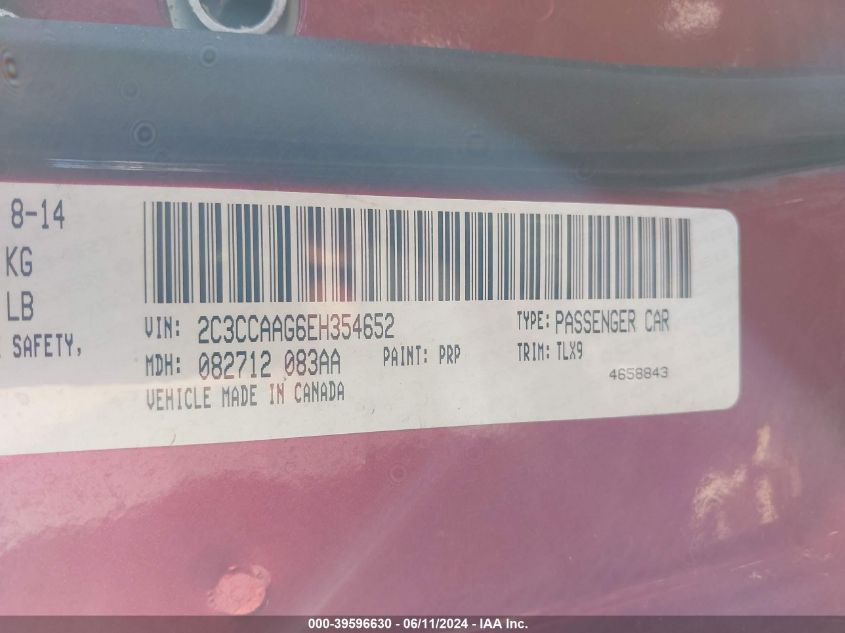 8-14
KG
LB
SAFETY,
VIN: 2C3CCAAG6EH354652
TYPE: PASSENGER CAR
MDH: 082712 083AA
PAINT: PRP
TRIM: TLX9
VEHICLE MADE IN CANADA
4658843
000-39596630 - 06/11/2024 - IAA Inc.